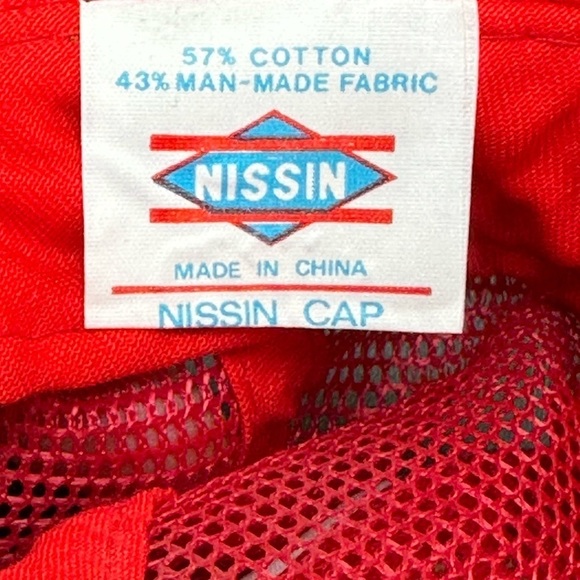 57% COTTON
43% MAN-MADE FABRIC
NISSIN
MADE IN CHINA
NISSIN CAP